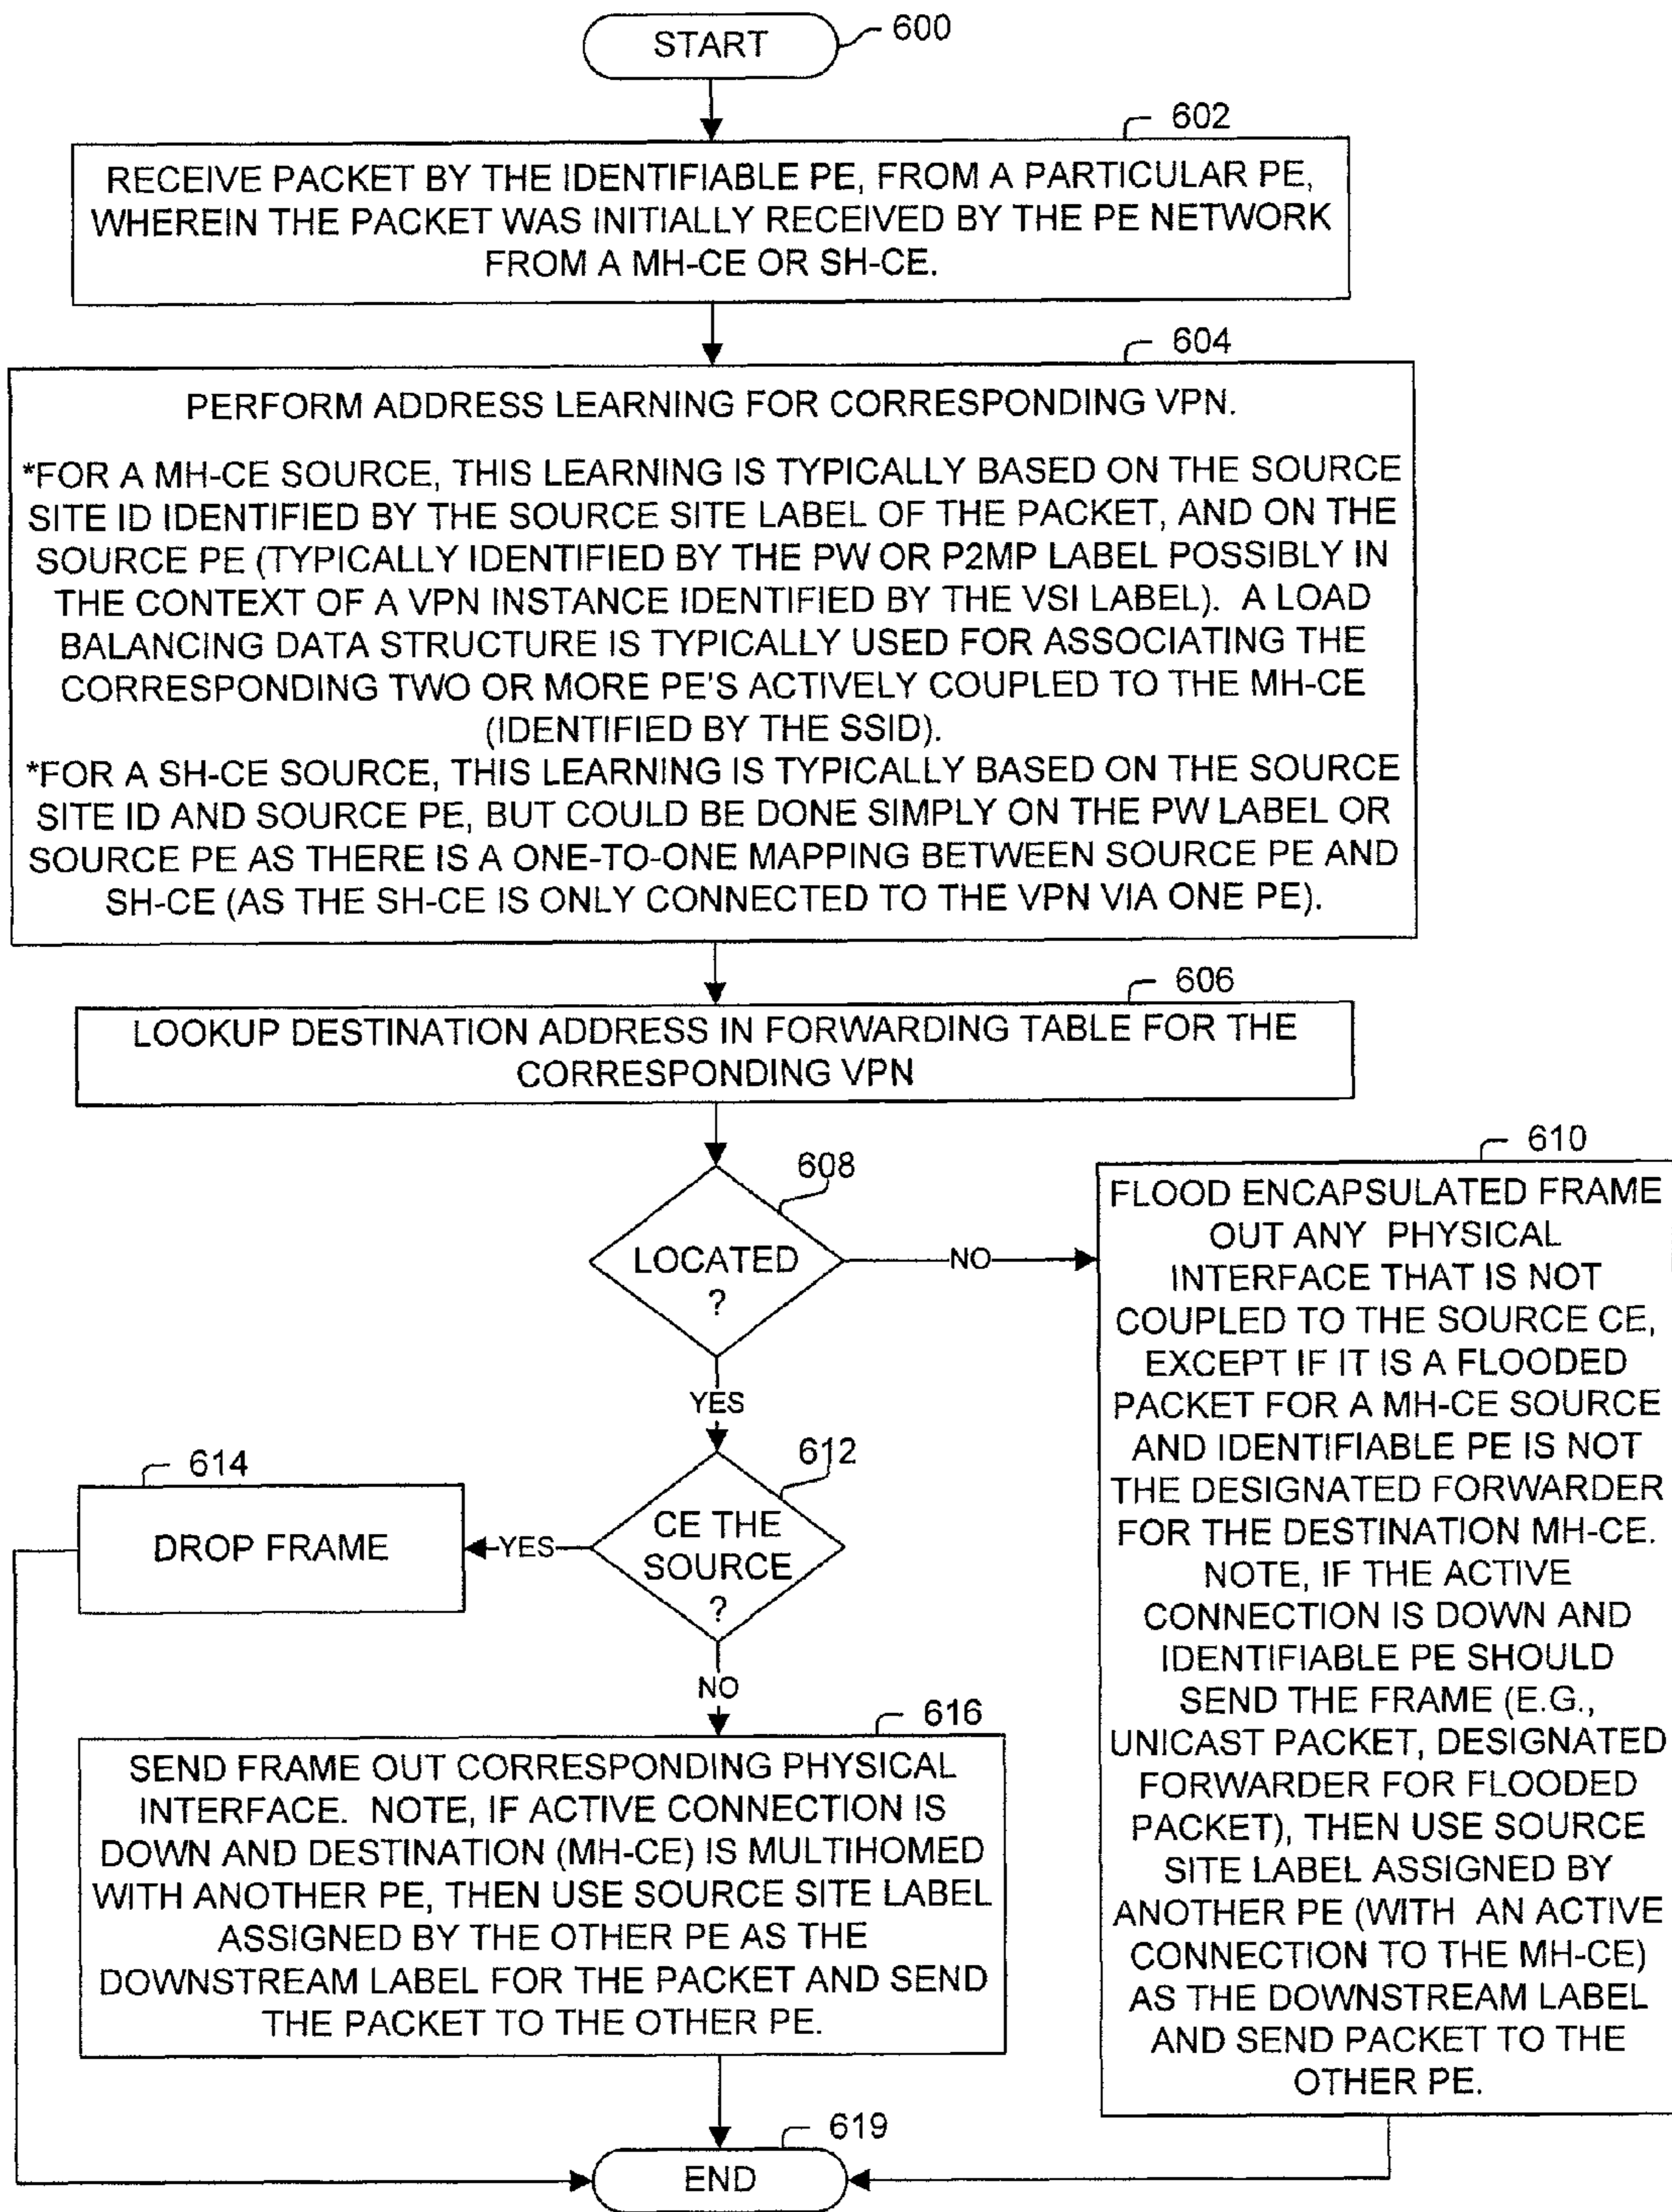 START
600
602
RECEIVE PACKET BY THE IDENTIFIABLE PE, FROM A PARTICULAR PE,
WHEREIN THE PACKET WAS INITIALLY RECEIVED BY THE PE NETWORK
FROM A MH-CE OR SH-CE.
604
PERFORM ADDRESS LEARNING FOR CORRESPONDING VPN.
*FOR A MH-CE SOURCE, THIS LEARNING IS TYPICALLY BASED ON THE SOURCE
SITE ID IDENTIFIED BY THE SOURCE SITE LABEL OF THE PACKET, AND ON THE
SOURCE PE (TYPICALLY IDENTIFIED BY THE PW OR P2MP LABEL POSSIBLY IN
THE CONTEXT OF A VPN INSTANCE IDENTIFIED BY THE VSI LABEL). A LOAD
BALANCING DATA STRUCTURE IS TYPICALLY USED FOR ASSOCIATING THE
CORRESPONDING TWO OR MORE PE'S ACTIVELY COUPLED TO THE MH-CE
(IDENTIFIED BY THE SSID).
*FOR A SH-CE SOURCE, THIS LEARNING IS TYPICALLY BASED ON THE SOURCE
SITE ID AND SOURCE PE, BUT COULD BE DONE SIMPLY ON THE PW LABEL OR
SOURCE PE AS THERE IS A ONE-TO-ONE MAPPING BETWEEN SOURCE PE AND
SH-CE (AS THE SH-CE IS ONLY CONNECTED TO THE VPN VIA ONE PE).
606
LOOKUP DESTINATION ADDRESS IN FORWARDING TABLE FOR THE
CORRESPONDING VPN
608
LOCATED
?
NO
YES
610
FLOOD ENCAPSULATED FRAME
OUT ANY PHYSICAL
INTERFACE THAT IS NOT
COUPLED TO THE SOURCE CE,
EXCEPT IF IT IS A FLOODED
PACKET FOR A MH-CE SOURCE
AND IDENTIFIABLE PE IS NOT
THE DESIGNATED FORWARDER
FOR THE DESTINATION MH-CE.
NOTE, IF THE ACTIVE
CONNECTION IS DOWN AND
IDENTIFIABLE PE SHOULD
SEND THE FRAME (E.G.,
UNICAST PACKET, DESIGNATED
FORWARDER FOR FLOODED
PACKET), THEN USE SOURCE
SITE LABEL ASSIGNED BY
ANOTHER PE (WITH AN ACTIVE
CONNECTION TO THE MH-CE)
AS THE DOWNSTREAM LABEL
AND SEND PACKET TO THE
OTHER PE.
612
CE THE
SOURCE
?
YES
614
DROP FRAME
NO
616
SEND FRAME OUT CORRESPONDING PHYSICAL
INTERFACE. NOTE, IF ACTIVE CONNECTION IS
DOWN AND DESTINATION (MH-CE) IS MULTIHOMED
WITH ANOTHER PE, THEN USE SOURCE SITE LABEL
ASSIGNED BY THE OTHER PE AS THE
DOWNSTREAM LABEL FOR THE PACKET AND SEND
THE PACKET TO THE OTHER PE.
619
END